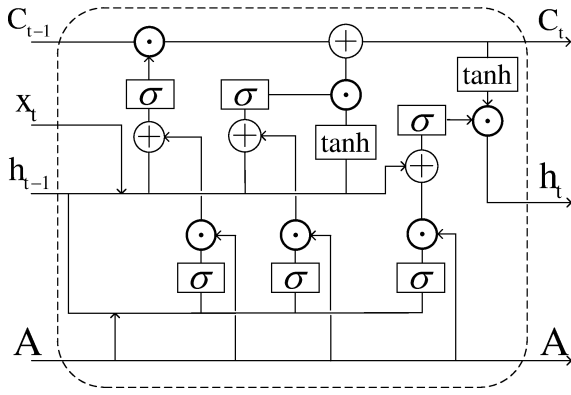 C_{t-1} C_t
tanh
x_t σ σ
σ
tanh
h_{t-1} h_t
σ σ σ
A A